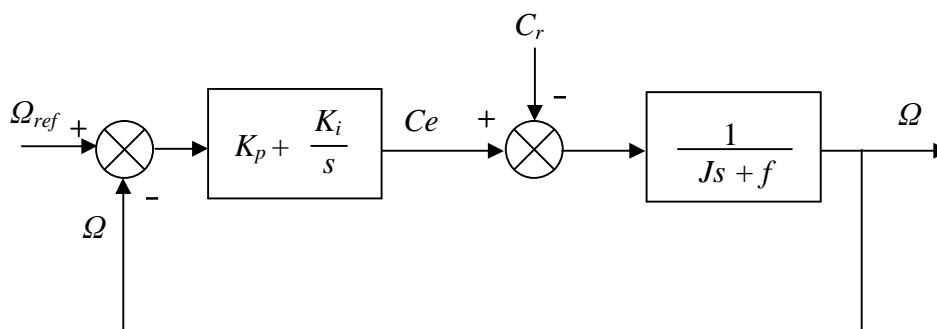 C_r
Ω_ref + - Ω
K_p + K_i / s
Ce + -
1 / Js + f
Ω